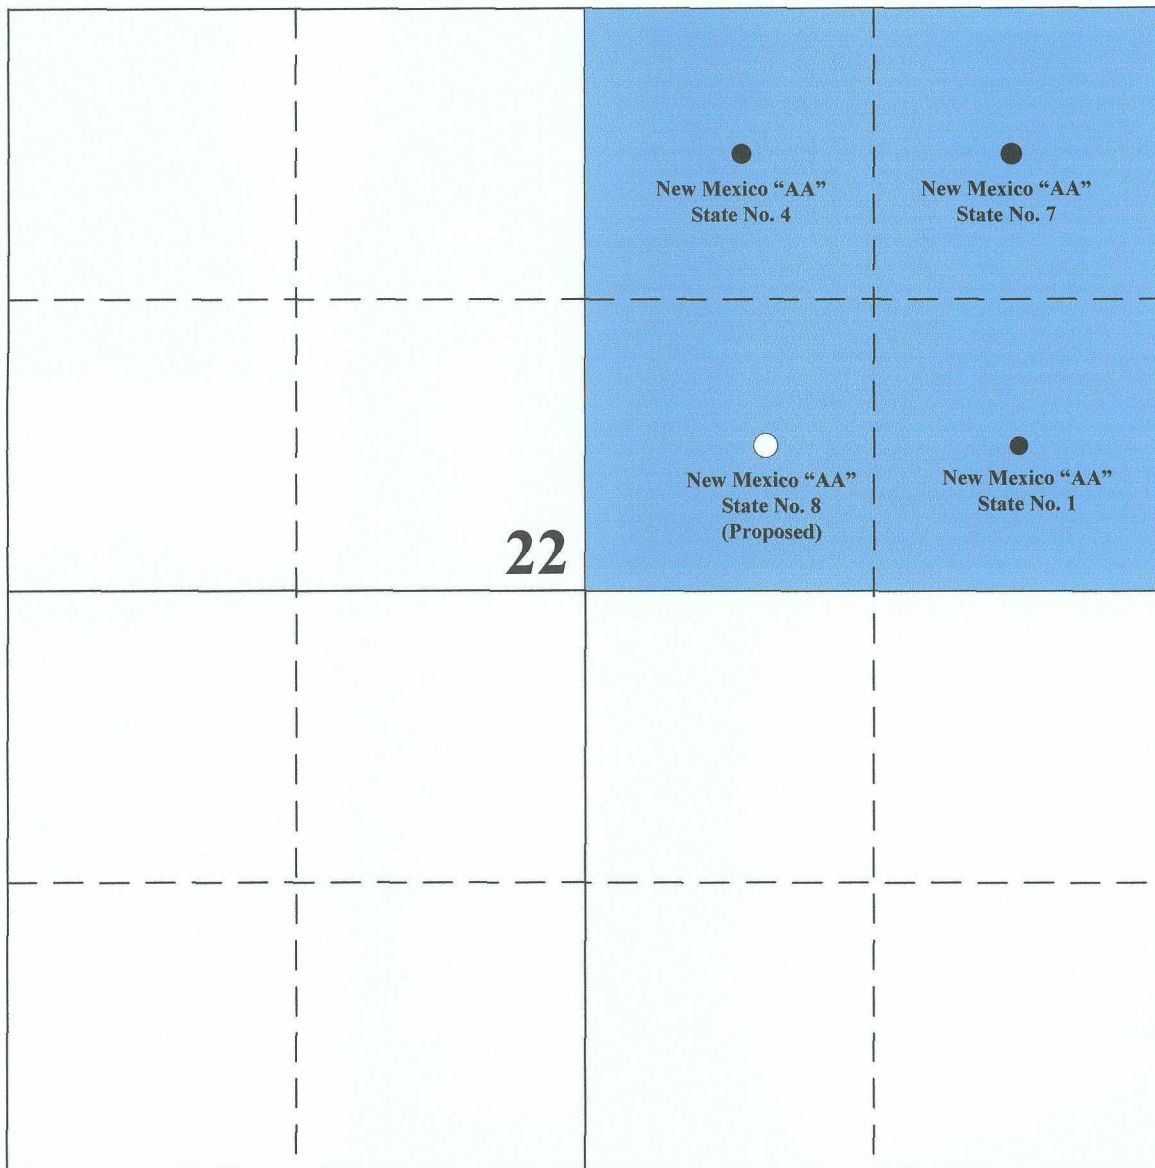 New Mexico “AA”
State No. 4
New Mexico “AA”
State No. 7
New Mexico “AA”
State No. 8
(Proposed)
New Mexico “AA”
State No. 1
22